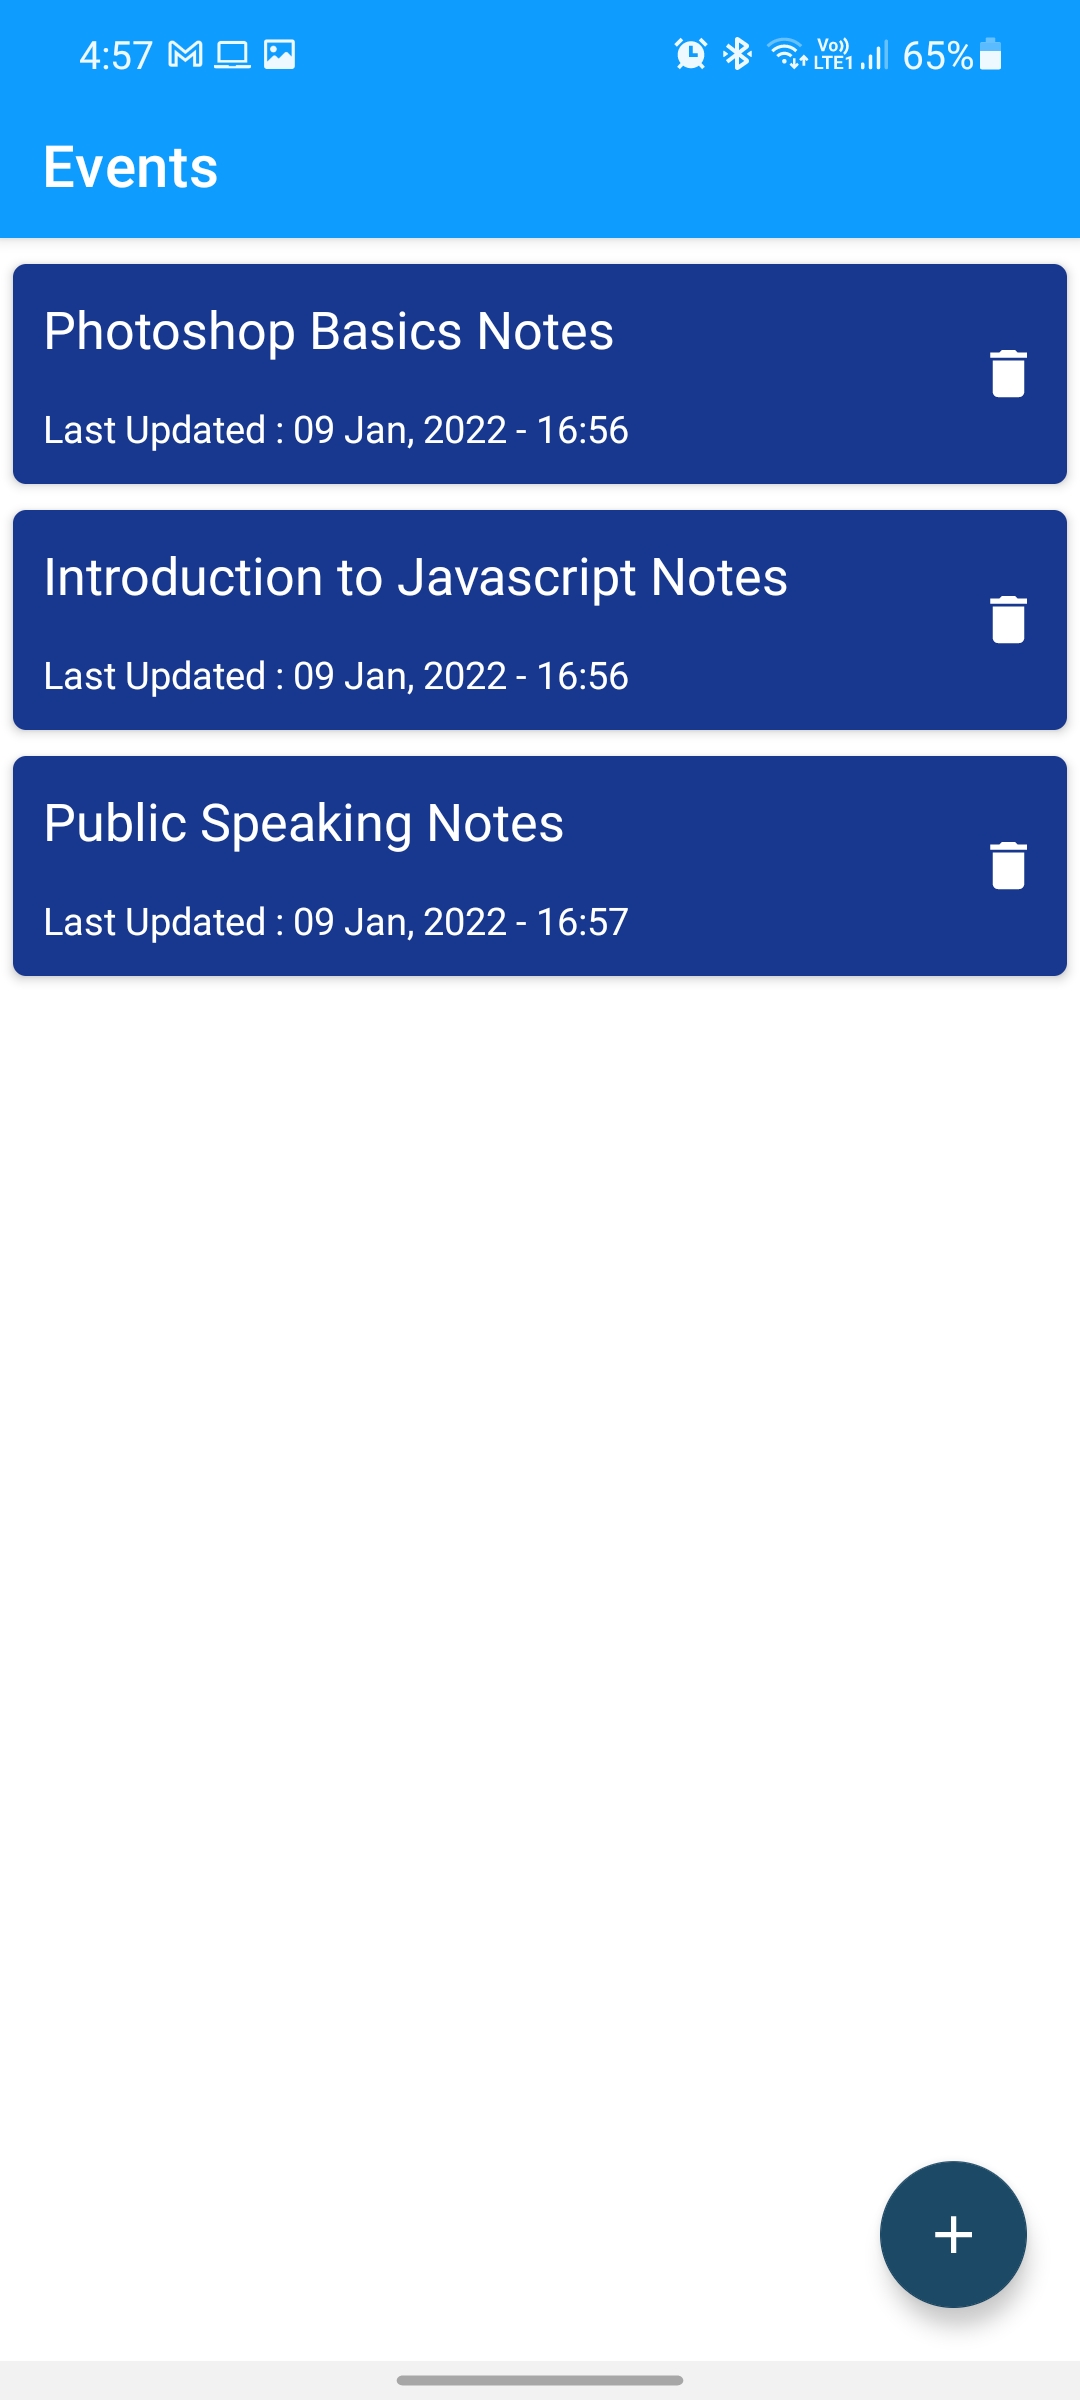 4:57 Vo)) LTE1 65%
Events
Photoshop Basics Notes
Last Updated : 09 Jan, 2022 - 16:56
Introduction to Javascript Notes
Last Updated : 09 Jan, 2022 - 16:56
Public Speaking Notes
Last Updated : 09 Jan, 2022 - 16:57